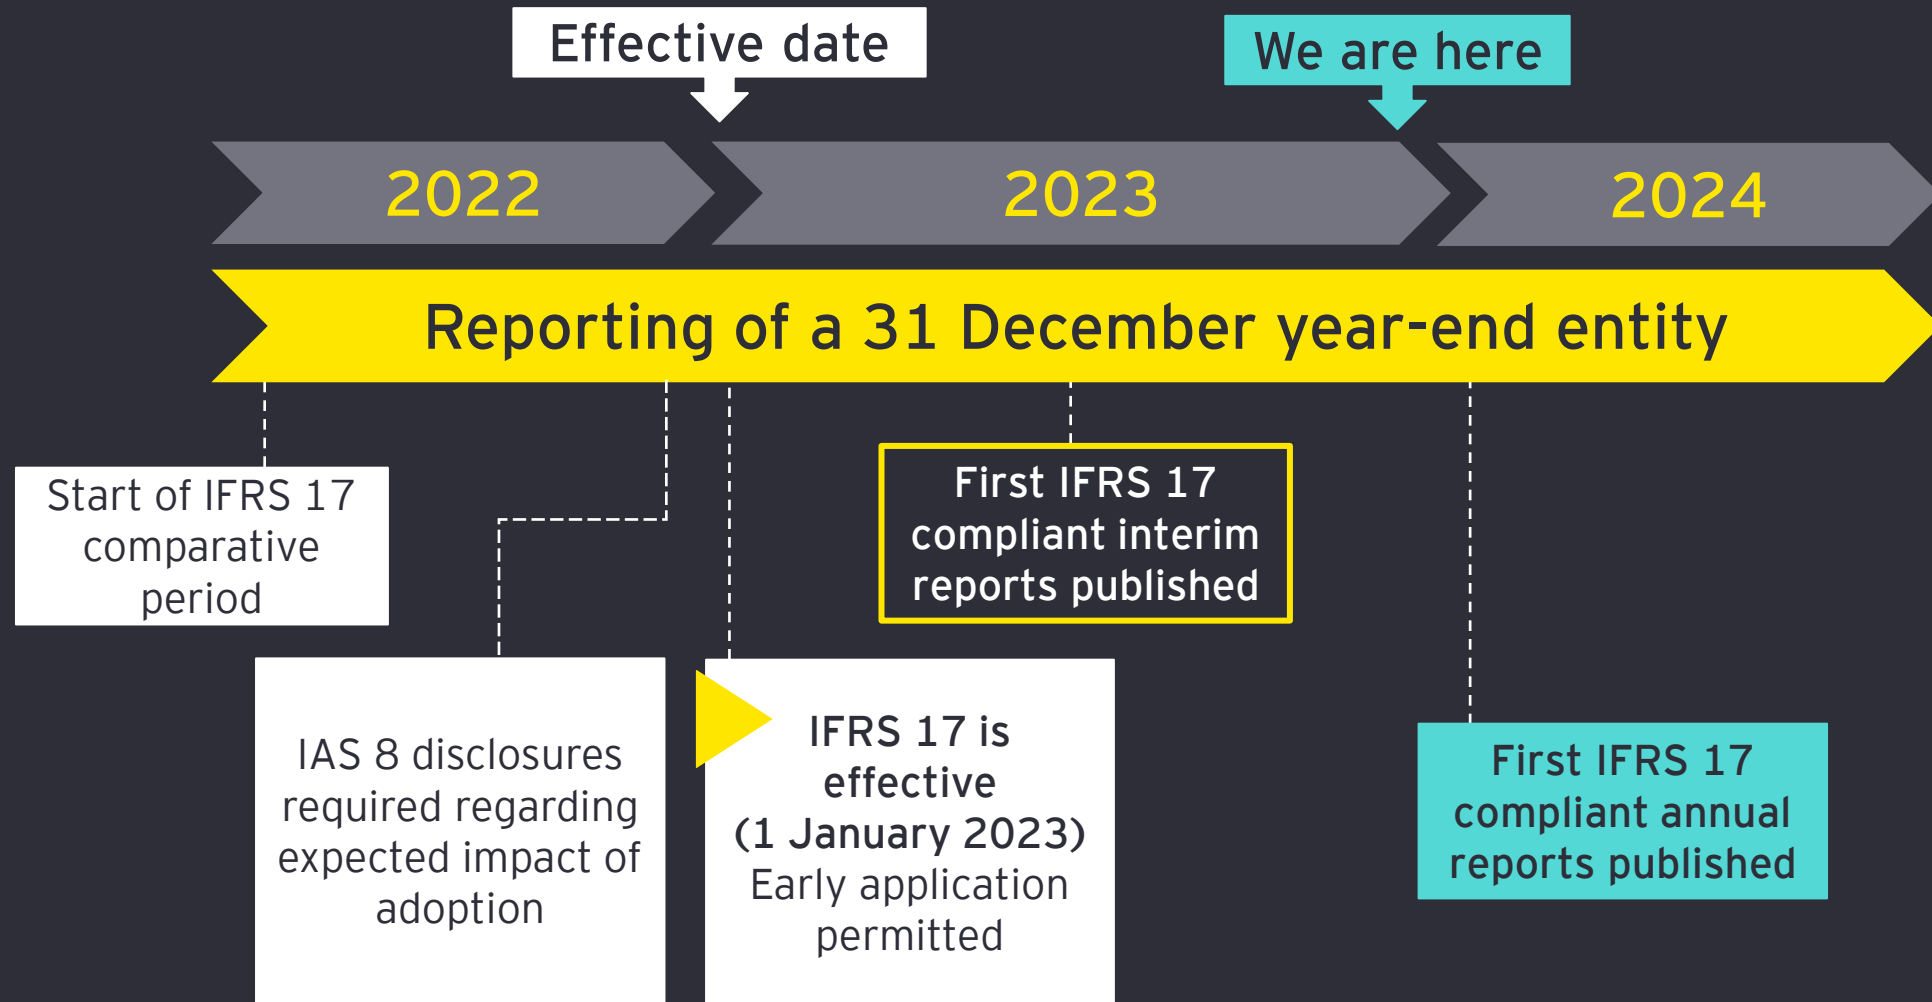 Effective date
We are here
2022
2023
2024
Reporting of a 31 December year-end entity
Start of IFRS 17
comparative
period
First IFRS 17
compliant interim
reports published
IAS 8 disclosures
required regarding
expected impact of
adoption
IFRS 17 is
effective
(1 January 2023)
Early application
permitted
First IFRS 17
compliant annual
reports published